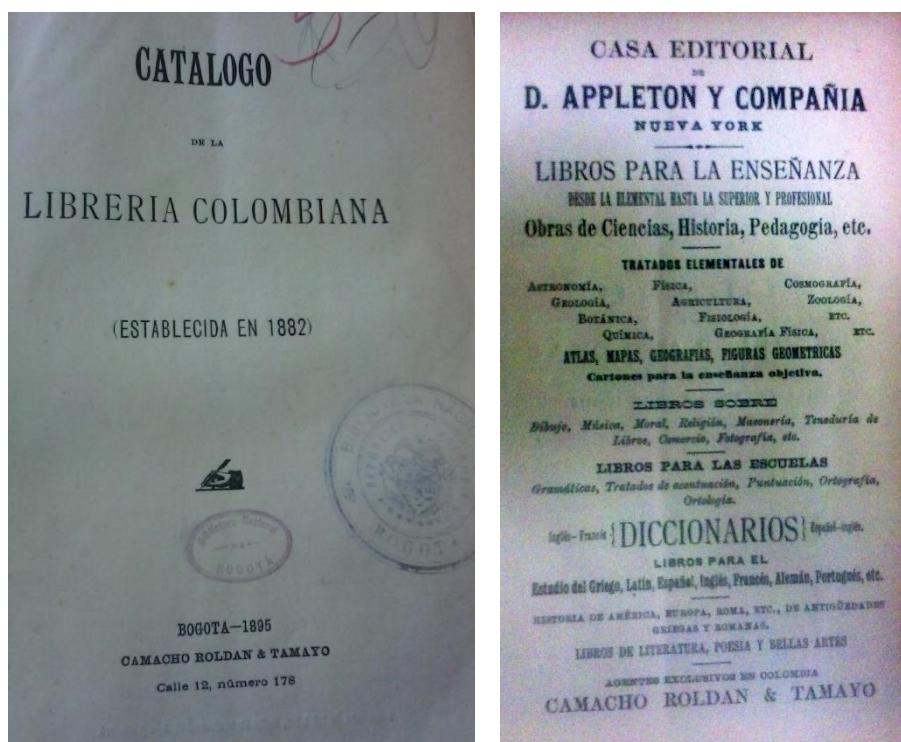 CATALOGO
DE LA
LIBRERIA COLOMBIANA
(ESTABLECIDA EN 1882)
BIBLIOTECA NACIONAL
BOGOTA
Biblioteca Nacional
BOGOTA
BOGOTA—1895
CAMACHO ROLDAN & TAMAYO
Calle 12, número 178
CASA EDITORIAL
DE
D. APPLETON Y COMPAÑIA
NUEVA YORK
LIBROS PARA LA ENSEÑANZA
DESDE LA ELEMENTAL HASTA LA SUPERIOR Y PROFESIONAL
Obras de Ciencias, Historia, Pedagogía, etc.
TRATADOS ELEMENTALES DE
ASTRONOMÍA, FÍSICA, COSMOGRAFÍA,
GEOLOGÍA, AGRICULTURA, ZOOLOGÍA,
BOTÁNICA, FISIOLOGÍA, ETC.
QUÍMICA, GEOGRAFÍA FÍSICA, ETC.
ATLAS, MAPAS, GEOGRAFIAS, FIGURAS GEOMETRICAS
Cartones para la enseñanza objetiva.
LIBROS SOBRE
Dibujo, Música, Moral, Religión, Masonería, Teneduría de
Libros, Comercio, Fotografía, etc.
LIBROS PARA LAS ESCUELAS
Gramáticas, Tratados de acentuación, Puntuación, Ortografía,
Ortología.
Inglés–Francés {DICCIONARIOS} Español–inglés.
LIBROS PARA EL
Estudio del Griego, Latín, Español, Inglés, Francés, Alemán, Portugués, etc.
HISTORIA DE AMÉRICA, EUROPA, ROMA, ETC., DE ANTIGÜEDADES
GRIEGAS Y ROMANAS.
LIBROS DE LITERATURA, POESIA Y BELLAS ARTES
AGENTES EXCLUSIVOS EN COLOMBIA
CAMACHO ROLDAN & TAMAYO